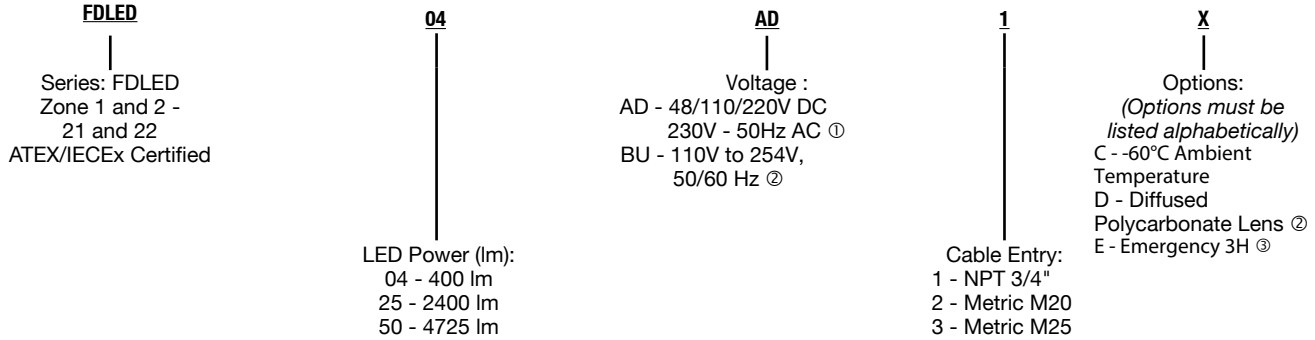 FDLED
04
AD
1
X
Series: FDLED
Zone 1 and 2 -
21 and 22
ATEX/IECEx Certified
LED Power (lm):
04 - 400 lm
25 - 2400 lm
50 - 4725 lm
Voltage :
AD - 48/110/220V DC
230V - 50Hz AC ①
BU - 110V to 254V,
50/60 Hz ②
Cable Entry:
1 - NPT 3/4"
2 - Metric M20
3 - Metric M25
Options:
(Options must be
listed alphabetically)
C - -60°C Ambient
Temperature
D - Diffused
Polycarbonate Lens ②
E - Emergency 3H ③